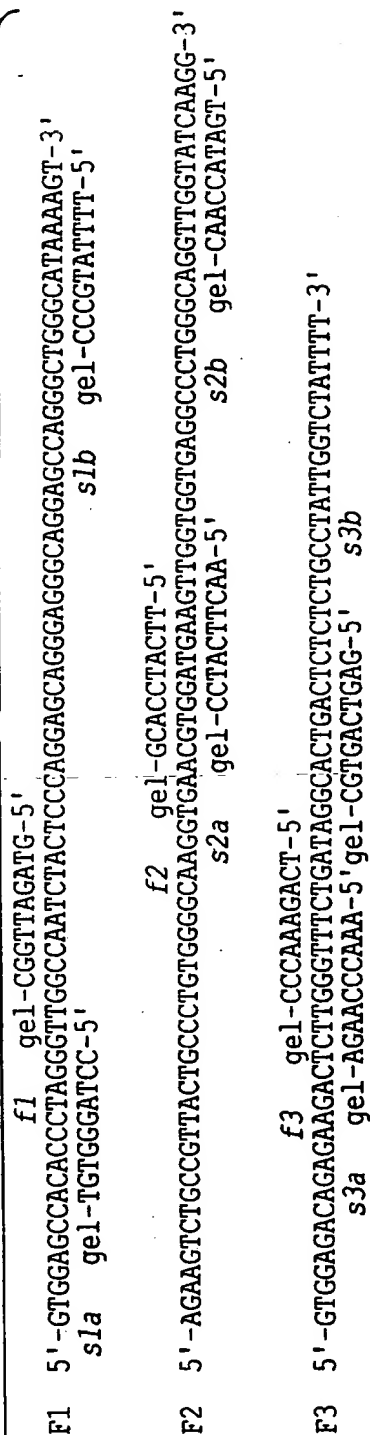 f1 gel-CGGTTAGATG-5'
F1 5'-GTGGAGCCACACCCTAGGGTTGGCCAATCTACTCCCAGGAGCAGGGAGGGCAGGAGCCAGGGCTGGGCATAAAAGT-3'
s1a gel-TGTGGGATCC-5' s1b gel-CCCGTATTTT-5'
f2 gel-GCACCTACTT-5'
F2 5'-AGAAGTCTGCCGTTACTGCCCTGTGGGGCAAGGTGAACGTGGATGAAGTTGGTGGTGAGGCCCTGGGCAGGTTGGTATCAAGG-3'
s2a gel-CCTACTTCAA-5' s2b gel-CAACCATAGT-5'
f3 gel-CCCAAAGACT-5'
F3 5'-GTGGAGACAGAGAAGACTCTTGGGTTTCTGATAGGCACTGACTCTCTCTGCCTATTGGTCTATTTT-3'
s3a gel-AGAACCCAAA-5'gel-CGTGACTGAG-5' s3b